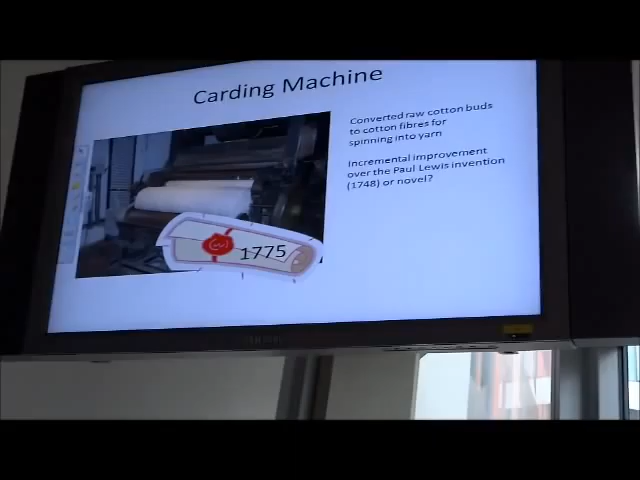 Carding Machine
Converted raw cotton buds
to cotton fibres for
spinning into yarn
Incremental improvement
over the Paul Lewis invention
(1748) or novel?
1775
SAMSUNG